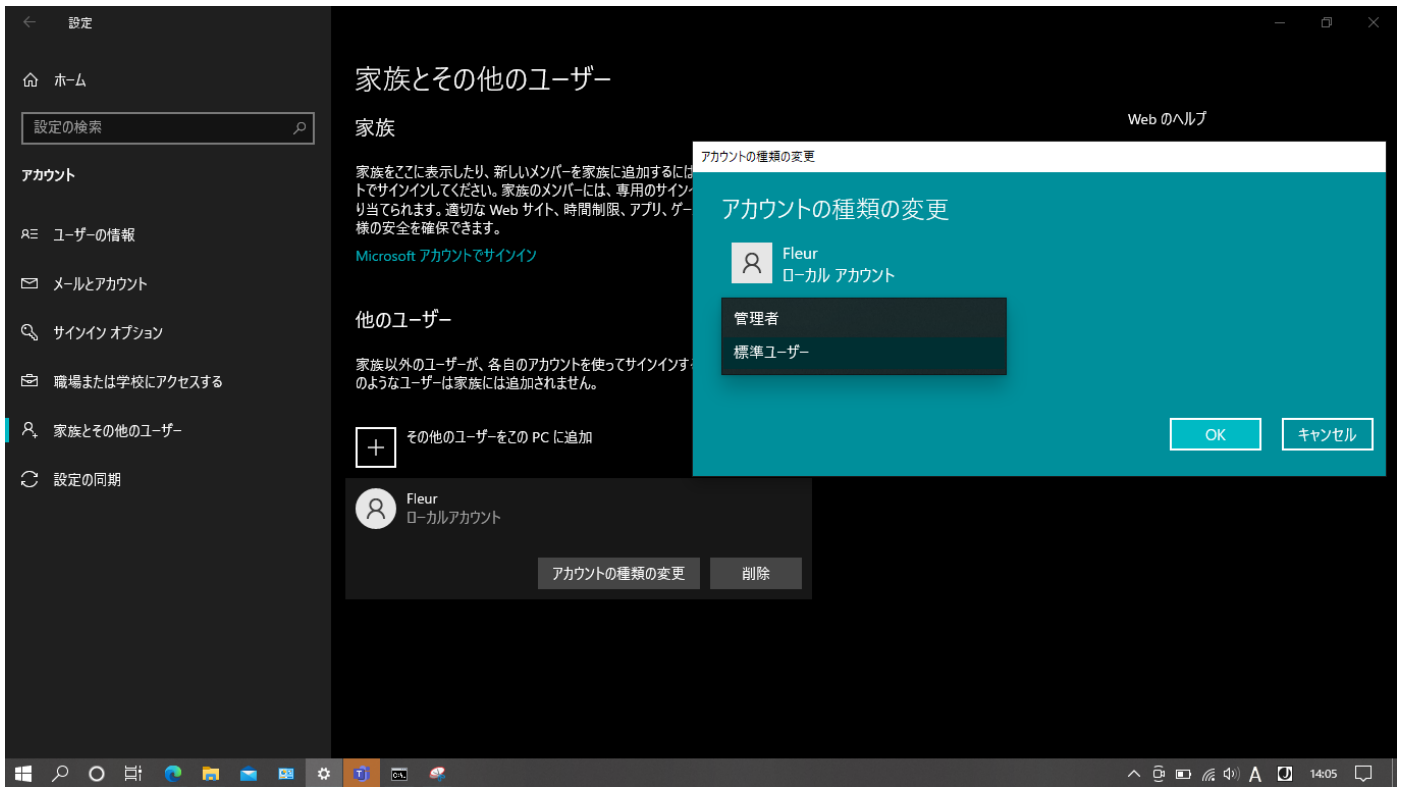 設定
ホーム
設定の検索
アカウント
ユーザーの情報
メールとアカウント
サインイン オプション
職場または学校にアクセスする
家族とその他のユーザー
設定の同期
家族とその他のユーザー
家族
家族をここに表示したり、新しいメンバーを家族に追加するには
トでサインインしてください。家族のメンバーには、専用のサイン
り当てられます。適切な Web サイト、時間制限、アプリ、ゲー
様の安全を確保できます。
Microsoft アカウントでサインイン
他のユーザー
家族以外のユーザーが、各自のアカウントを使ってサインインす
のようなユーザーは家族には追加されません。
その他のユーザーをこの PC に追加
Fleur
ローカルアカウント
アカウントの種類の変更
削除
Web のヘルプ
アカウントの種類の変更
アカウントの種類の変更
Fleur
ローカル アカウント
管理者
標準ユーザー
OK
キャンセル
A
14:05